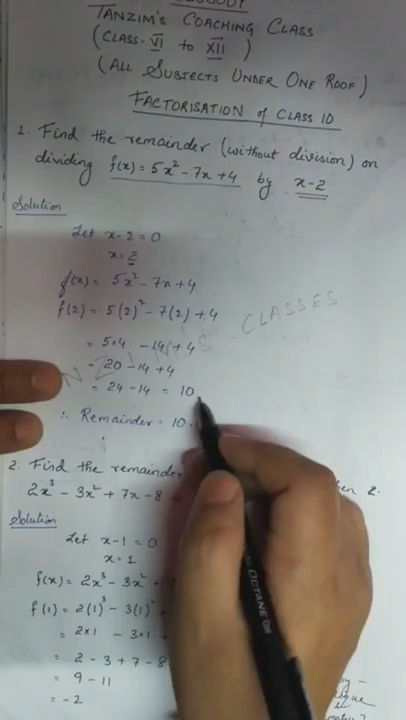 TANZIM'S COACHING CLASS
(CLASS. VI to XII)
(ALL SUBJECTS UNDER ONE ROOF)
FACTORISATION of CLASS 10
1. Find the remainder (without division) on
dividing f(x) = 5x² - 7x + 4 by x-2
Solution
Let x-2 = 0
x = 2
f(x) = 5x² - 7x + 4
f(2) = 5(2)² - 7(2) + 4
= 5×4 - 14 + 4
= 20 - 14 + 4
= 24 - 14 = 10
∴ Remainder = 10.
CLASSES
2. Find the remainder
2x³ - 3x² + 7x - 8
2.
Solution
Let x-1 = 0
x = 1
f(x) = 2x³ - 3x²
f(1) = 2(1)³ - 3(1)²
= 2×1 - 3×1
= 2 - 3 + 7 - 8
= 9 - 11
= -2
OCTANE